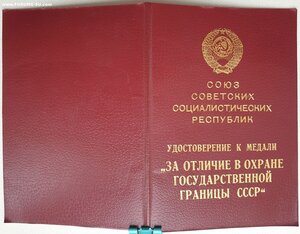 СОЮЗ
СОВЕТСКИХ
СОЦИАЛИСТИЧЕСКИХ
РЕСПУБЛИК
УДОСТОВЕРЕНИЕ К МЕДАЛИ
„ЗА ОТЛИЧИЕ В ОХРАНЕ
ГОСУДАРСТВЕННОЙ
ГРАНИЦЫ СССР“